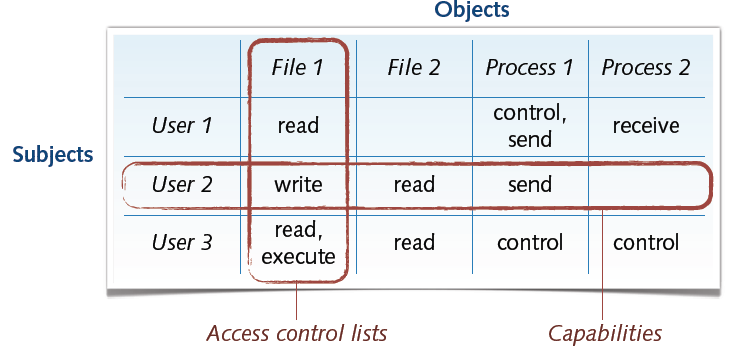 Objects
File 1 File 2 Process 1 Process 2
Subjects
User 1 read control, send receive
User 2 write read send
User 3 read, execute read control control
Access control lists Capabilities